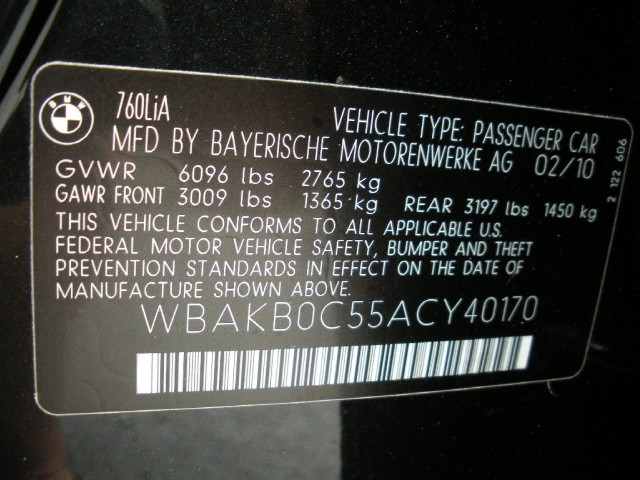 BMW
760LiA VEHICLE TYPE: PASSENGER CAR
MFD BY BAYERISCHE MOTORENWERKE AG 02/10
GVWR 6096 lbs 2765 kg
GAWR FRONT 3009 lbs 1365 kg REAR 3197 lbs 1450 kg
THIS VEHICLE CONFORMS TO ALL APPLICABLE U.S.
FEDERAL MOTOR VEHICLE SAFETY, BUMPER AND THEFT
PREVENTION STANDARDS IN EFFECT ON THE DATE OF
MANUFACTURE SHOWN ABOVE.
WBAKB0C55ACY40170
2 122 606